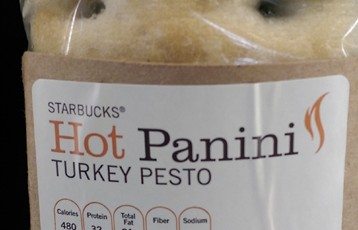 STARBUCKS®
Hot Panini
TURKEY PESTO
Calories Protein Total Fat Fiber Sodium
480